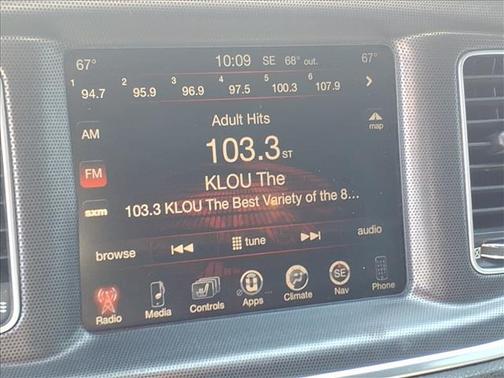 67° 10:09 SE 68° out. 67°
1 94.7 2 95.9 3 96.9 4 97.5 5 100.3 6 107.9
Adult Hits
AM
map
103.3 ST
FM
KLOU The
103.3 KLOU The Best Variety of the 8...
sxm
browse tune audio
Radio Media Controls Apps Climate SE Nav Phone